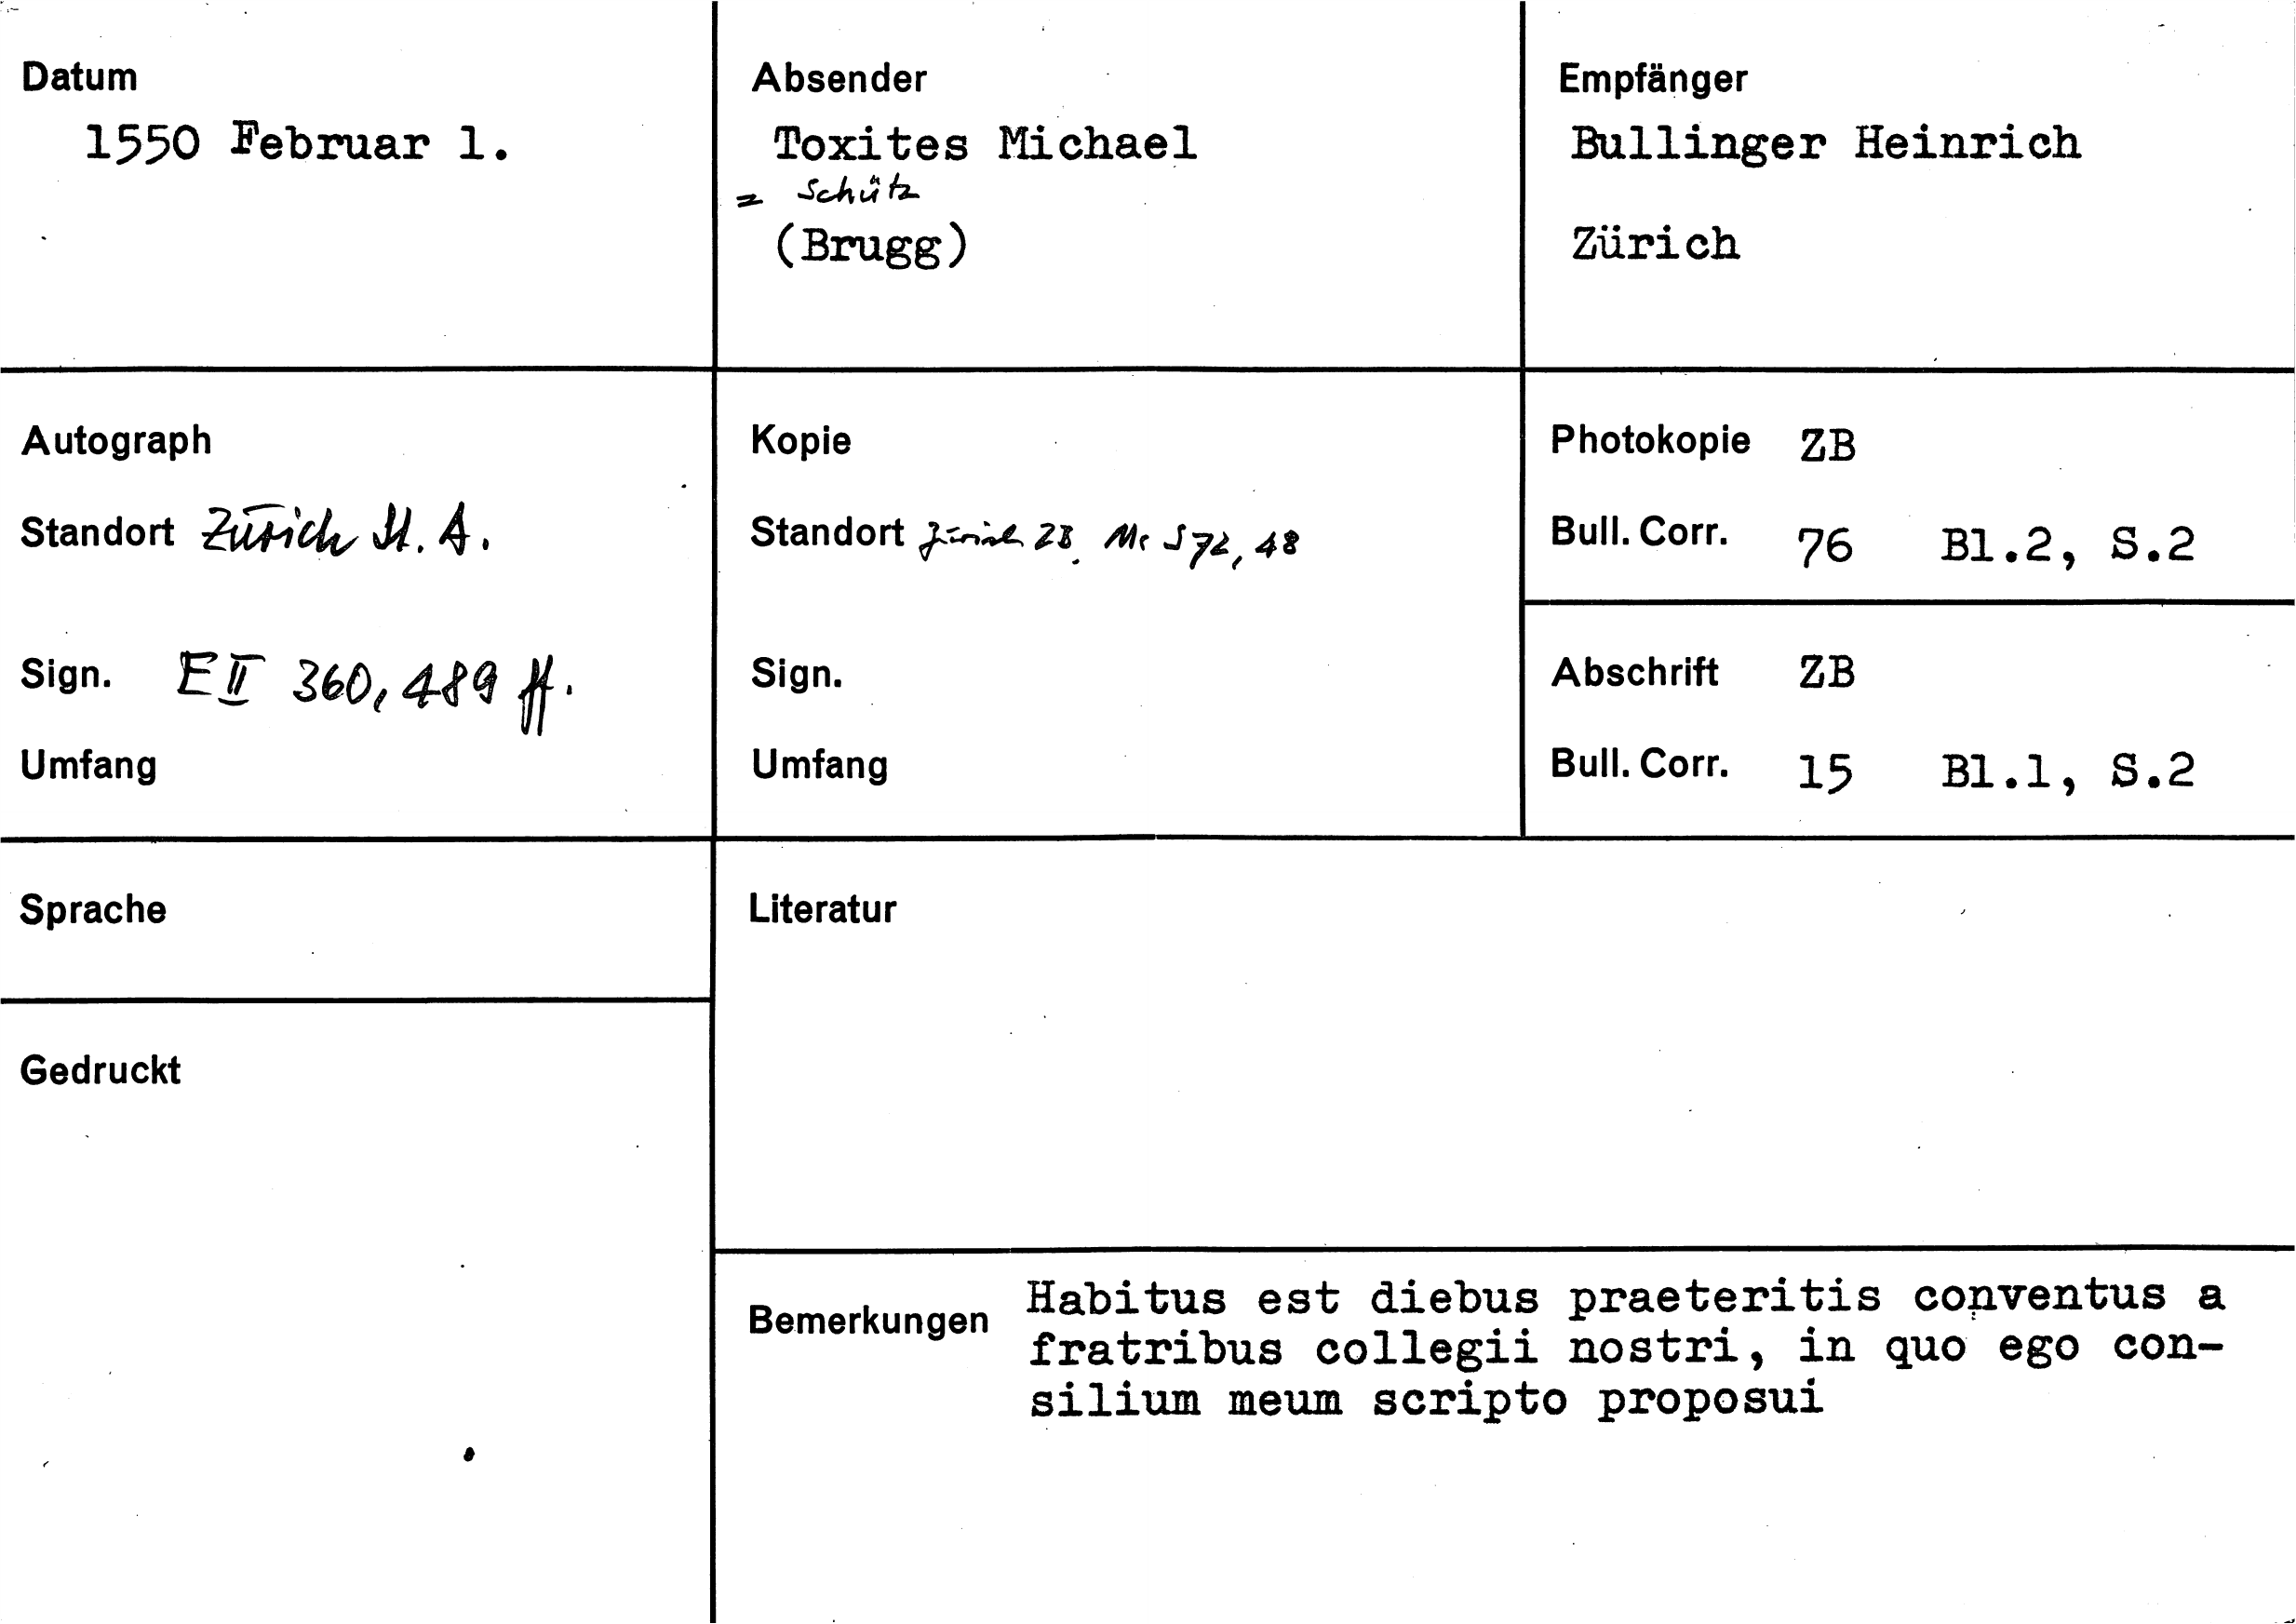 Datum
1550 Februar 1.
Absender
Toxites Michael
= Schütz
(Brugg)
Empfänger
Bullinger Heinrich
Zürich
Autograph
Standort Zürich St. A.
Sign. E II 360, 489 ff.
Umfang
Kopie
Standort Zürich ZB. Ms S 72, 48
Sign.
Umfang
Photokopie ZB
Bull. Corr. 76 Bl.2, S.2
Abschrift ZB
Bull. Corr. 15 Bl.1, S.2
Sprache
Literatur
Gedruckt
Bemerkungen
Habitus est diebus praeteritis conventus a
fratribus collegii nostri, in quo ego con-
silium meum scripto proposui